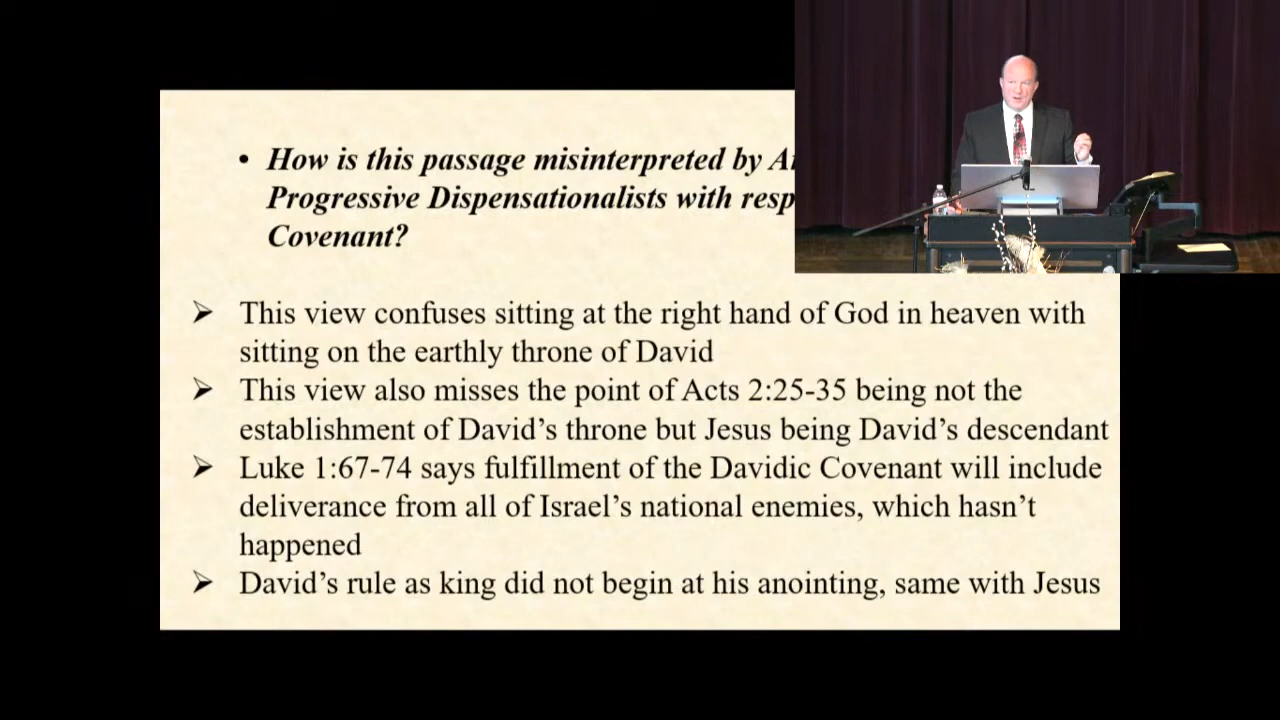 • How is this passage misinterpreted by
Progressive Dispensationalists with
Covenant?
➢ This view confuses sitting at the right hand of God in heaven with
sitting on the earthly throne of David
➢ This view also misses the point of Acts 2:25-35 being not the
establishment of David’s throne but Jesus being David’s descendant
➢ Luke 1:67-74 says fulfillment of the Davidic Covenant will include
deliverance from all of Israel’s national enemies, which hasn’t
happened
➢ David’s rule as king did not begin at his anointing, same with Jesus